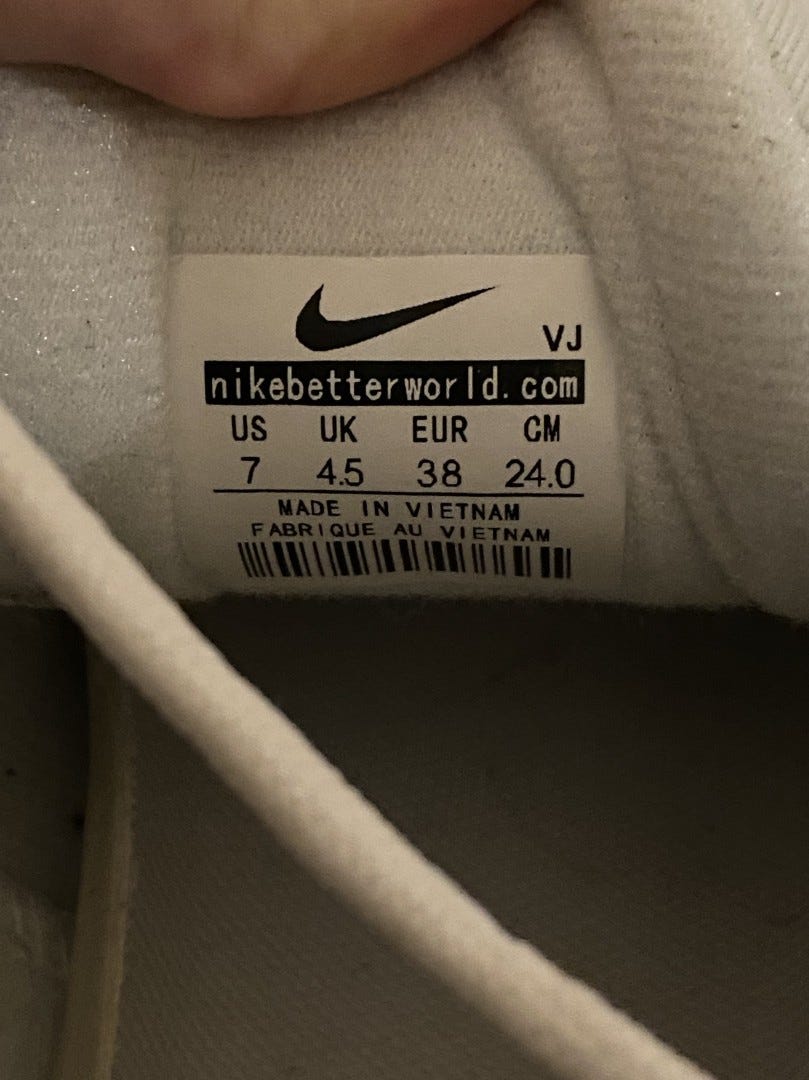 VJ
nikebetterworld.com
US UK EUR CM
7 4.5 38 24.0
MADE IN VIETNAM
FABRIQUE AU VIETNAM